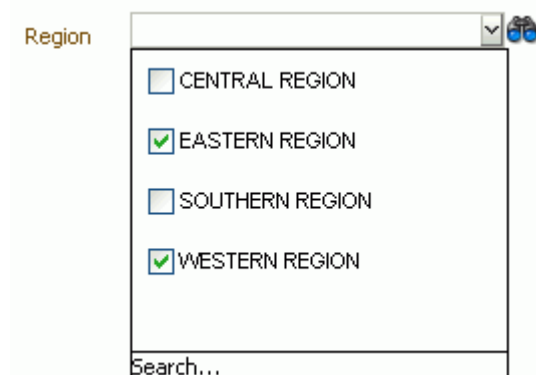 Region
CENTRAL REGION
EASTERN REGION
SOUTHERN REGION
WESTERN REGION
Search...